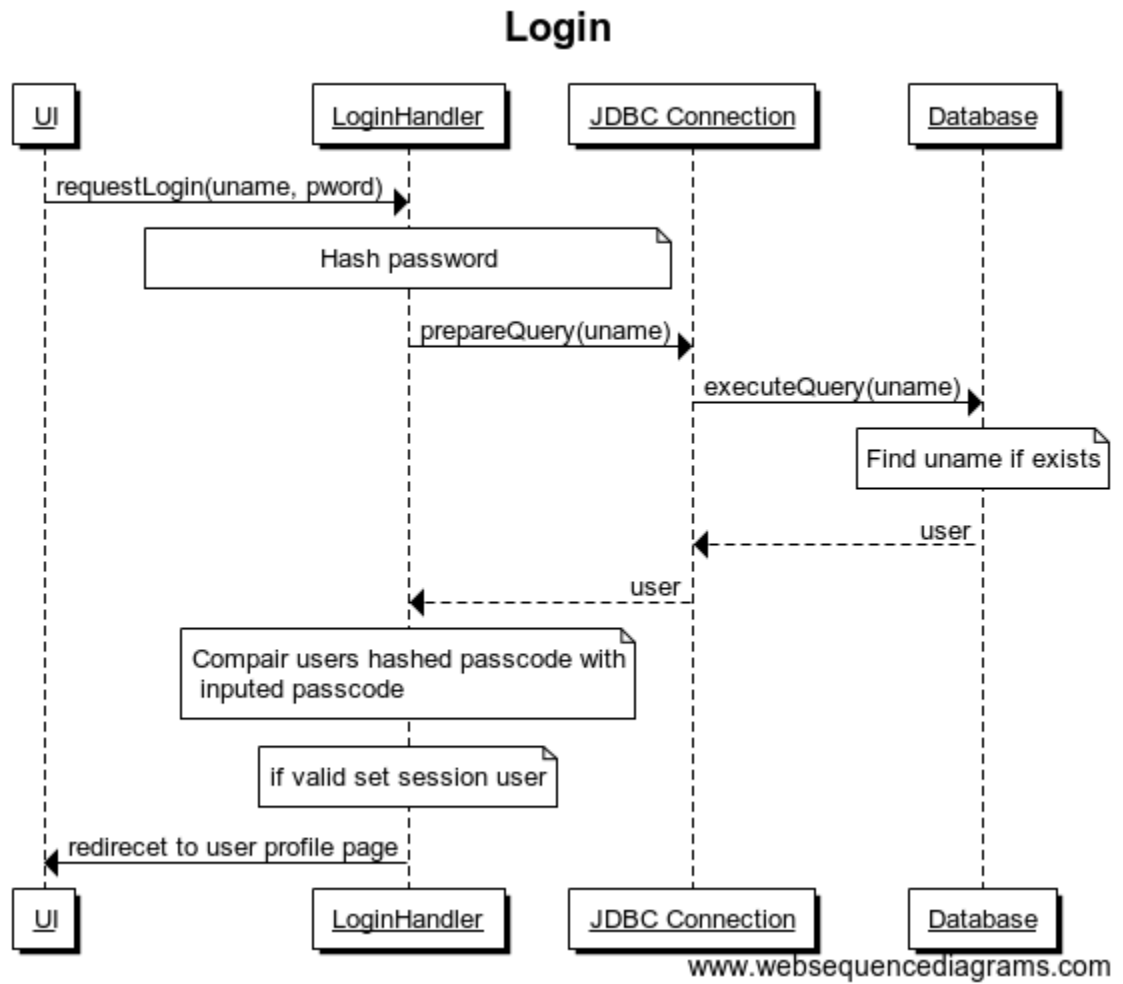 Login
UI
LoginHandler
JDBC Connection
Database
requestLogin(uname, pword)
Hash password
prepareQuery(uname)
executeQuery(uname)
Find uname if exists
user
user
Compair users hashed passcode with
inputed passcode
if valid set session user
redirecet to user profile page
UI
LoginHandler
JDBC Connection
Database
www.websequencediagrams.com